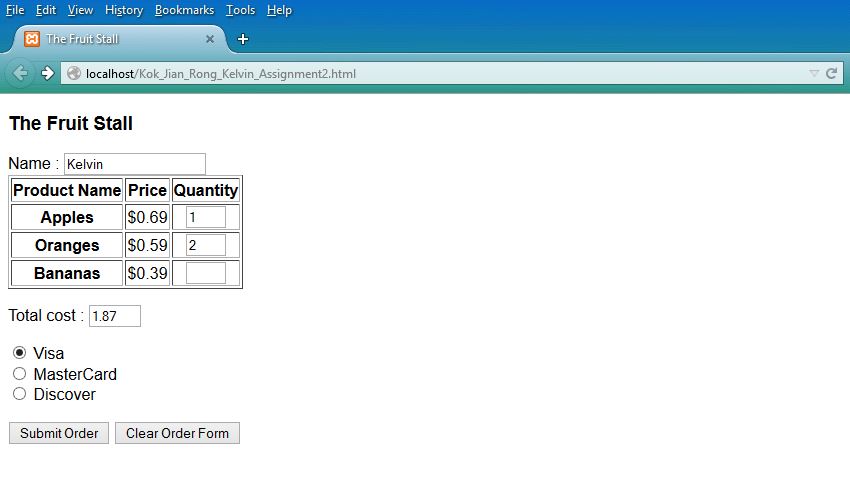 File Edit View History Bookmarks Tools Help
The Fruit Stall
localhost/Kok_Jian_Rong_Kelvin_Assignment2.html
The Fruit Stall
Name : Kelvin
Product Name Price Quantity
Apples $0.69 1
Oranges $0.59 2
Bananas $0.39
Total cost : 1.87
Visa
MasterCard
Discover
Submit Order Clear Order Form